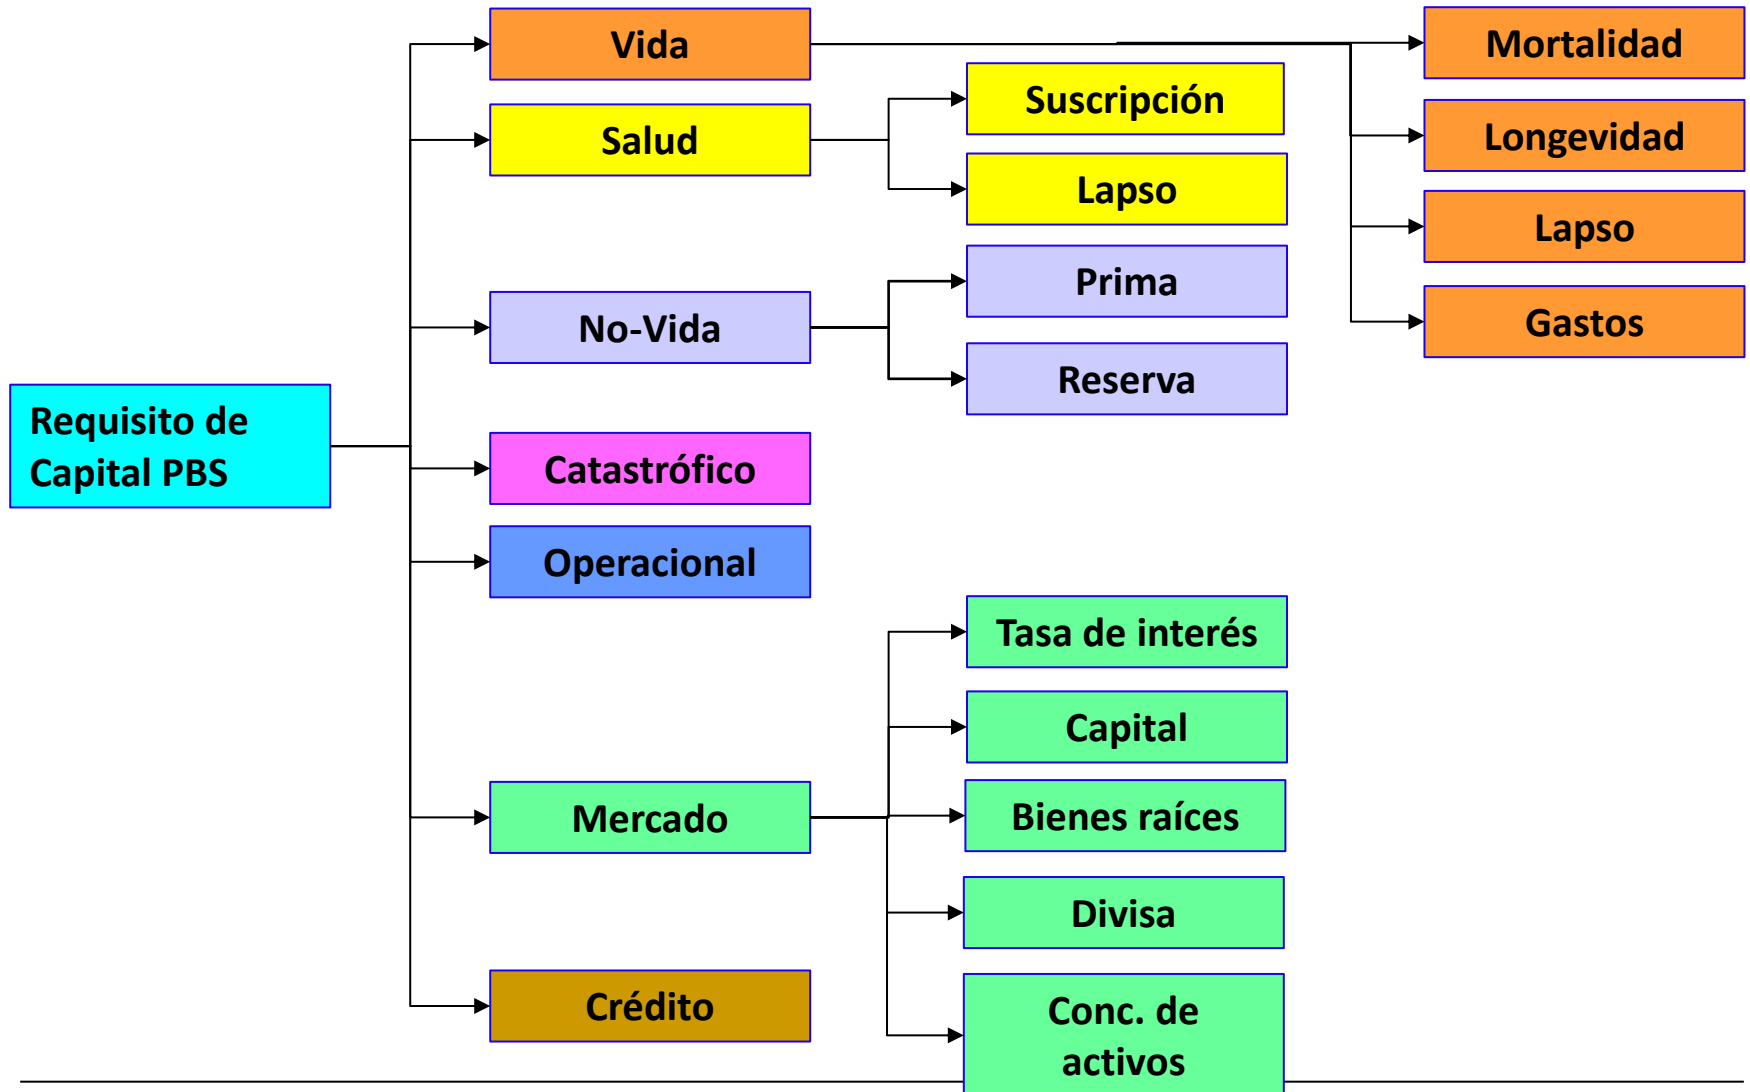 Vida
Mortalidad
Suscripción
Salud
Longevidad
Lapso
Lapso
Prima
No-Vida
Gastos
Reserva
Requisito de
Capital PBS
Catastrófico
Operacional
Tasa de interés
Capital
Mercado
Bienes raíces
Divisa
Crédito
Conc. de
activos